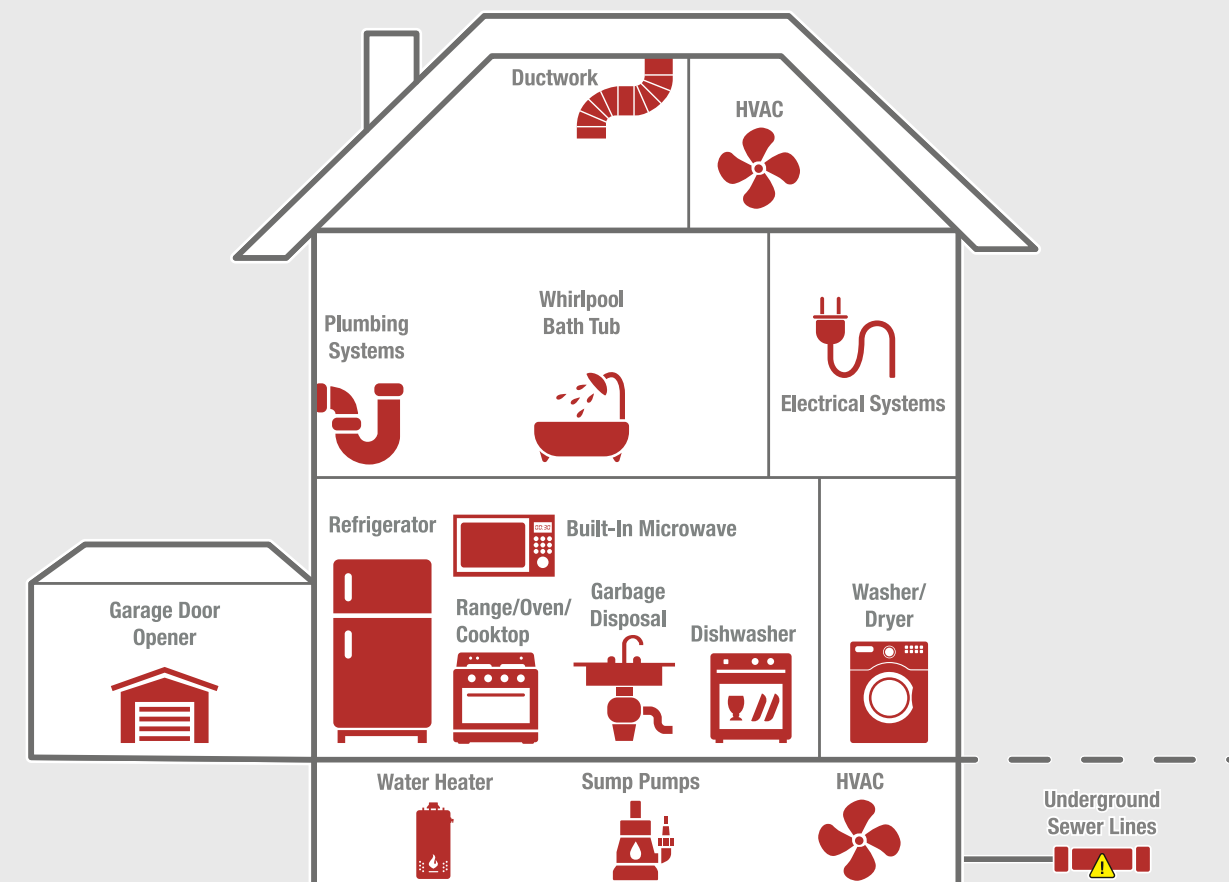 Ductwork
HVAC
Whirlpool
Bath Tub
Plumbing
Systems
Electrical Systems
Refrigerator
00:30
Built-In Microwave
Range/Oven/
Cooktop
Garbage
Disposal
Dishwasher
Washer/
Dryer
Garage Door
Opener
Water Heater
Sump Pumps
HVAC
Underground
Sewer Lines
!